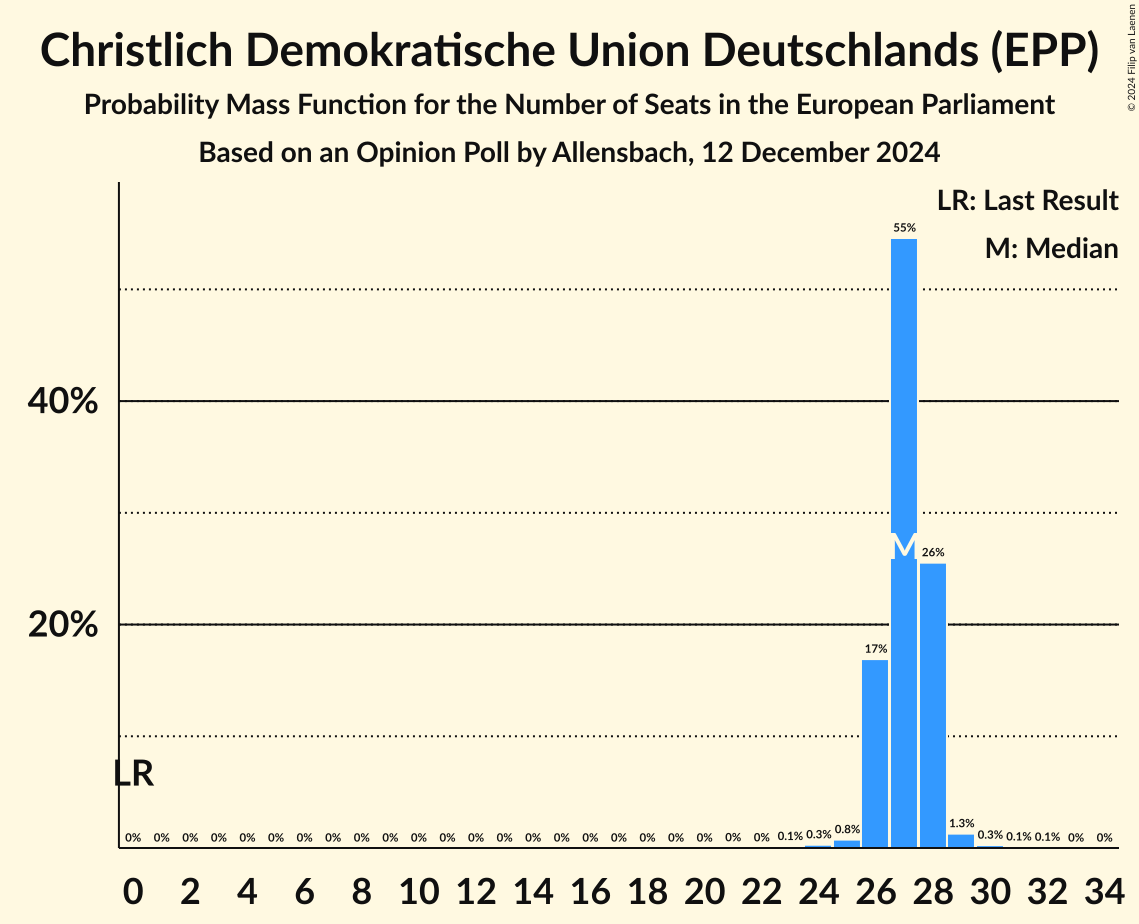 Christlich Demokratische Union Deutschlands (EPP)
Probability Mass Function for the Number of Seats in the European Parliament
Based on an Opinion Poll by Allensbach, 12 December 2024
© 2024 Filip van Laenen
LR: Last Result
M: Median
55%
40%
M
26%
20%
17%
LR
0% 0% 0% 0% 0% 0% 0% 0% 0% 0% 0% 0% 0% 0% 0% 0% 0% 0% 0% 0% 0% 0% 0% 0.1% 0.3% 0.8% 1.3% 0.3% 0.1% 0.1% 0% 0%
0 2 4 6 8 10 12 14 16 18 20 22 24 26 28 30 32 34